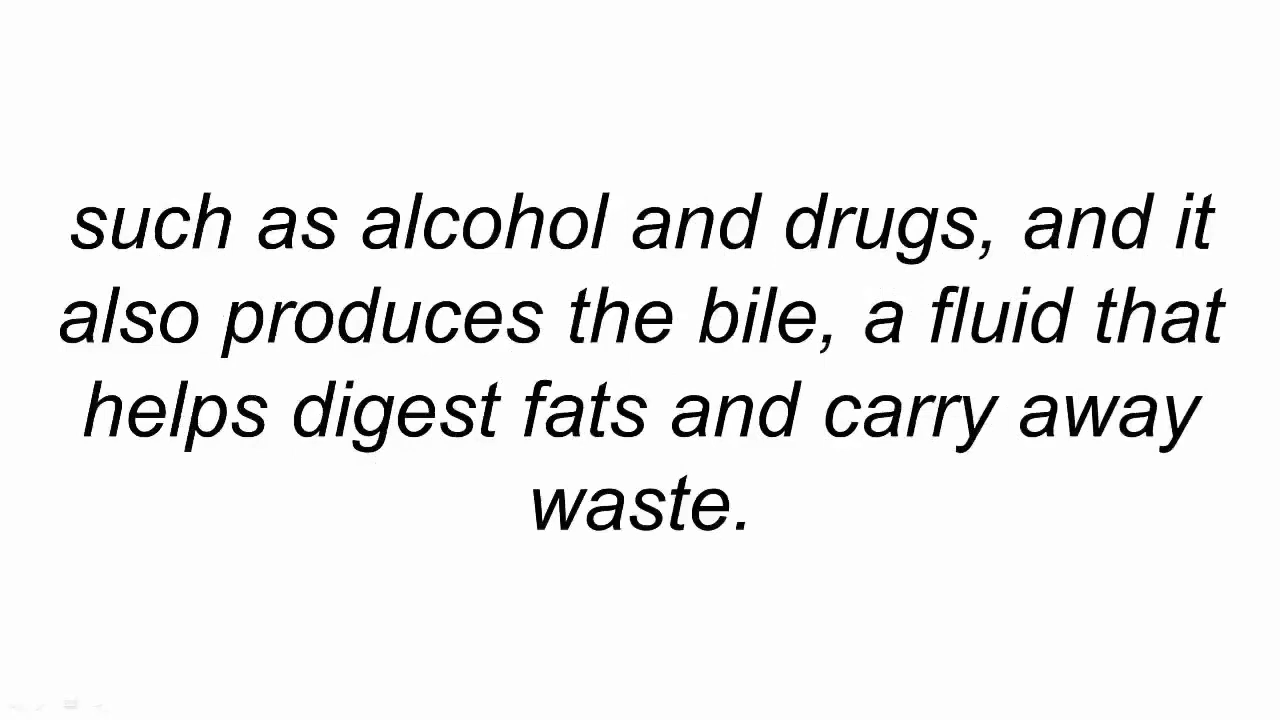 such as alcohol and drugs, and it
also produces the bile, a fluid that
helps digest fats and carry away
waste.